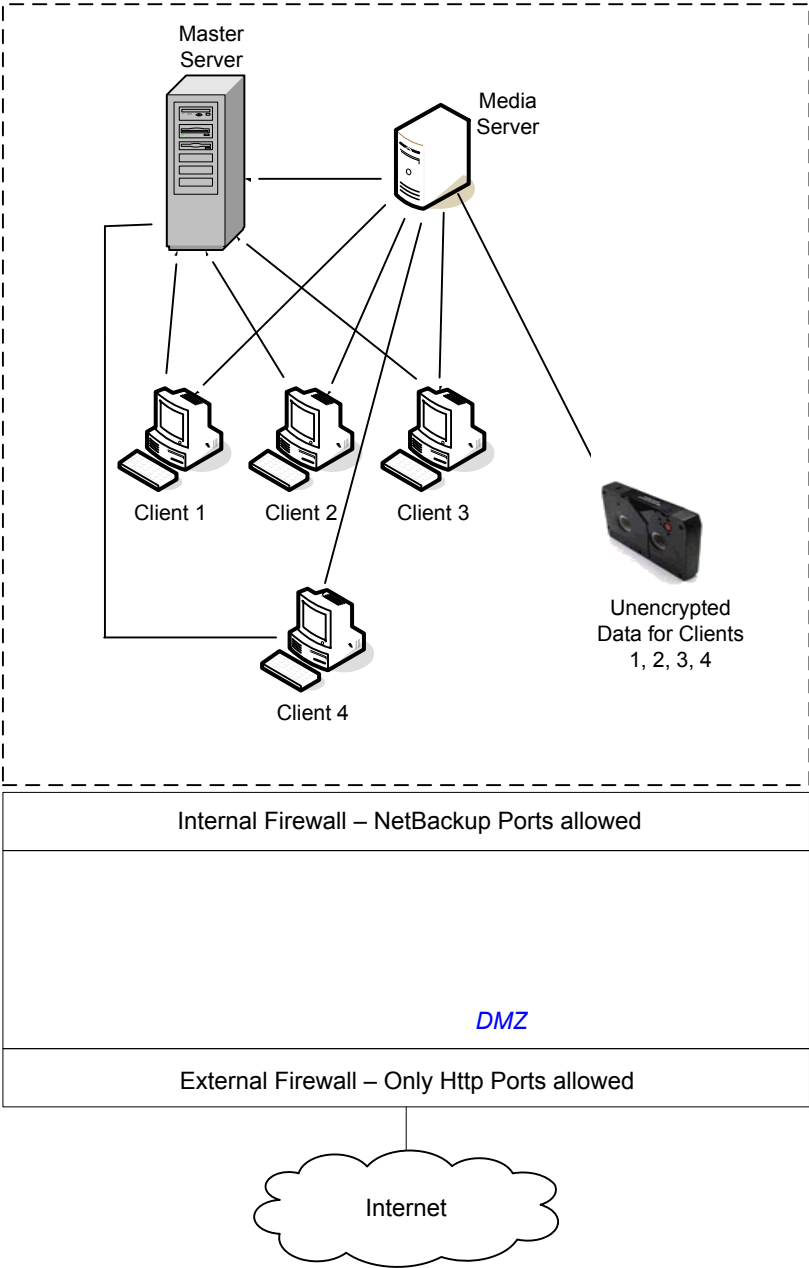 Master
Server
Media
Server
Client 1
Client 2
Client 3
Unencrypted
Data for Clients
1, 2, 3, 4
Client 4
Internal Firewall – NetBackup Ports allowed
DMZ
External Firewall – Only Http Ports allowed
Internet